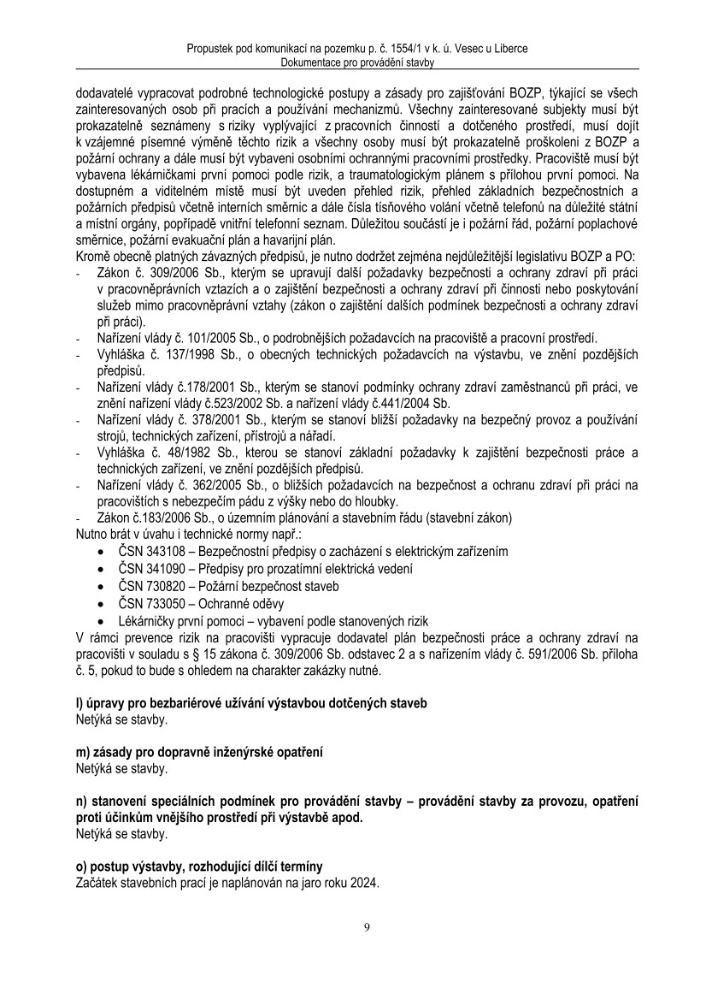 Propustek pod komunikací na pozemku p. č. 1554/1 v k. ú. Vesec u Liberce
Dokumentace pro provádění stavby
dodavatelé vypracovat podrobné technologické postupy a zásady pro zajišťování BOZP, týkající se všech
zainteresovaných osob při pracích a používání mechanizmů. Všechny zainteresované subjekty musí být
prokazatelně seznámeny s riziky vyplývající z pracovních činností a dotčeného prostředí, musí dojít
k vzájemné písemné výměně těchto rizik a všechny osoby musí být prokazatelně proškoleni z BOZP a
požární ochrany a dále musí být vybaveni osobními ochrannými pracovními prostředky. Pracoviště musí být
vybavena lékárničkami první pomoci podle rizik, a traumatologickým plánem s přílohou první pomoci. Na
dostupném a viditelném místě musí být uveden přehled rizik, přehled základních bezpečnostních a
požárních předpisů včetně interních směrnic a dále čísla tísňového volání včetně telefonů na důležité státní
a místní orgány, popřípadě vnitřní telefonní seznam. Důležitou součástí je i požární řád, požární poplachové
směrnice, požární evakuační plán a havarijní plán.
Kromě obecně platných závazných předpisů, je nutno dodržet zejména nejdůležitější legislativu BOZP a PO:
- Zákon č. 309/2006 Sb., kterým se upravují další požadavky bezpečnosti a ochrany zdraví při práci
v pracovněprávních vztazích a o zajištění bezpečnosti a ochrany zdraví při činnosti nebo poskytování
služeb mimo pracovněprávní vztahy (zákon o zajištění dalších podmínek bezpečnosti a ochrany zdraví
při práci).
- Nařízení vlády č. 101/2005 Sb., o podrobnějších požadavcích na pracoviště a pracovní prostředí.
- Vyhláška č. 137/1998 Sb., o obecných technických požadavcích na výstavbu, ve znění pozdějších
předpisů.
- Nařízení vlády č.178/2001 Sb., kterým se stanoví podmínky ochrany zdraví zaměstnanců při práci, ve
znění nařízení vlády č.523/2002 Sb. a nařízení vlády č.441/2004 Sb.
- Nařízení vlády č. 378/2001 Sb., kterým se stanoví bližší požadavky na bezpečný provoz a používání
strojů, technických zařízení, přístrojů a nářadí.
- Vyhláška č. 48/1982 Sb., kterou se stanoví základní požadavky k zajištění bezpečnosti práce a
technických zařízení, ve znění pozdějších předpisů.
- Nařízení vlády č. 362/2005 Sb., o bližších požadavcích na bezpečnost a ochranu zdraví při práci na
pracovištích s nebezpečím pádu z výšky nebo do hloubky.
- Zákon č.183/2006 Sb., o územním plánování a stavebním řádu (stavební zákon)
Nutno brát v úvahu i technické normy např.:
• ČSN 343108 – Bezpečnostní předpisy o zacházení s elektrickým zařízením
• ČSN 341090 – Předpisy pro prozatímní elektrická vedení
• ČSN 730820 – Požární bezpečnost staveb
• ČSN 733050 – Ochranné oděvy
• Lékárničky první pomoci – vybavení podle stanovených rizik
V rámci prevence rizik na pracovišti vypracuje dodavatel plán bezpečnosti práce a ochrany zdraví na
pracovišti v souladu s § 15 zákona č. 309/2006 Sb. odstavec 2 a s nařízením vlády č. 591/2006 Sb. příloha
č. 5, pokud to bude s ohledem na charakter zakázky nutné.
l) úpravy pro bezbariérové užívání výstavbou dotčených staveb
Netýká se stavby.
m) zásady pro dopravně inženýrské opatření
Netýká se stavby.
n) stanovení speciálních podmínek pro provádění stavby – provádění stavby za provozu, opatření
proti účinkům vnějšího prostředí při výstavbě apod.
Netýká se stavby.
o) postup výstavby, rozhodující dílčí termíny
Začátek stavebních prací je naplánován na jaro roku 2024.
9